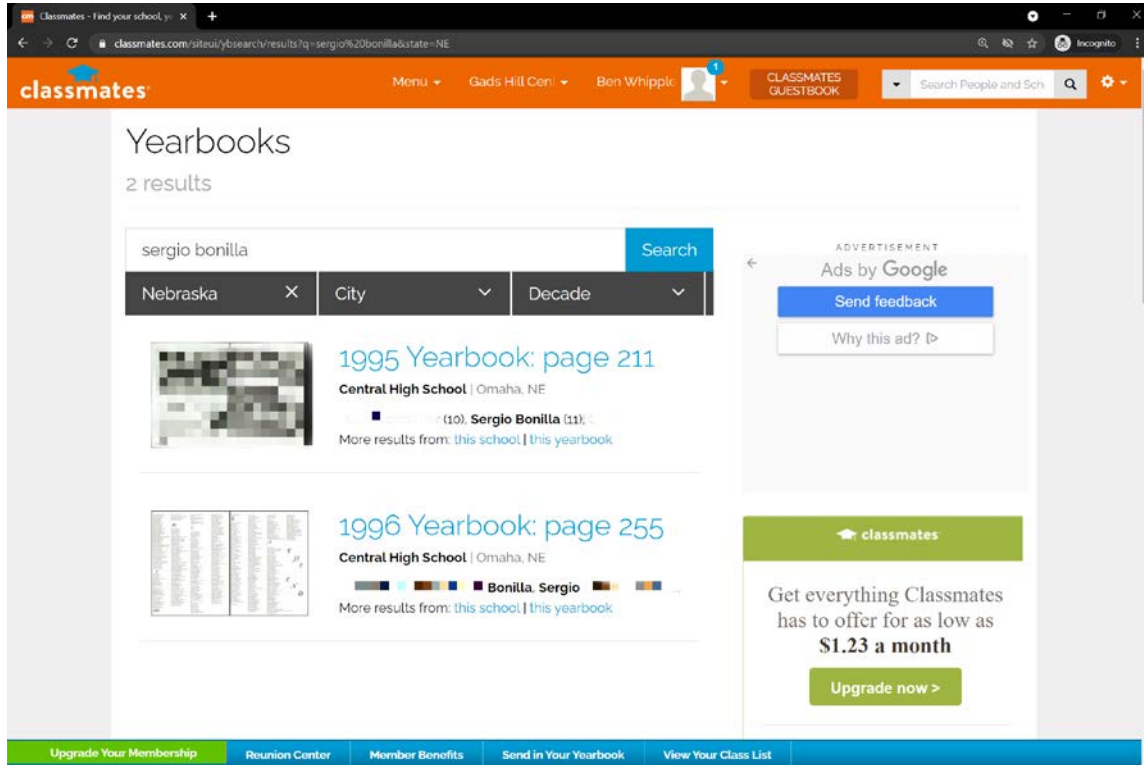 Classmates - Find your school, y
classmates.com/siteui/ybsearch/results?q=sergio%20bonilla&state=NE
Incognito
classmates
Menu
Gads Hill Cen
Ben Whipple
1
CLASSMATES
GUESTBOOK
Search People and Sch
Yearbooks
2 results
sergio bonilla
Search
Nebraska
City
Decade
1995 Yearbook: page 211
Central High School | Omaha, NE
(10), Sergio Bonilla (11),
More results from: this school | this yearbook
1996 Yearbook: page 255
Central High School | Omaha, NE
Bonilla, Sergio
More results from: this school | this yearbook
ADVERTISEMENT
Ads by Google
Send feedback
Why this ad?
classmates
Get everything Classmates
has to offer for as low as
$1.23 a month
Upgrade now >
Upgrade Your Membership
Reunion Center
Member Benefits
Send in Your Yearbook
View Your Class List